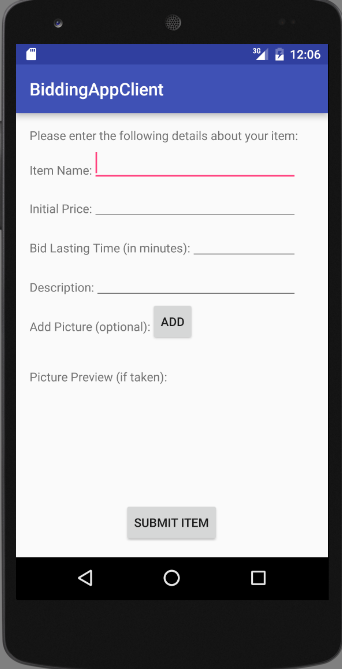 3G 12:06
BiddingAppClient
Please enter the following details about your item:
Item Name:
Initial Price:
Bid Lasting Time (in minutes):
Description:
Add Picture (optional): ADD
Picture Preview (if taken):
SUBMIT ITEM